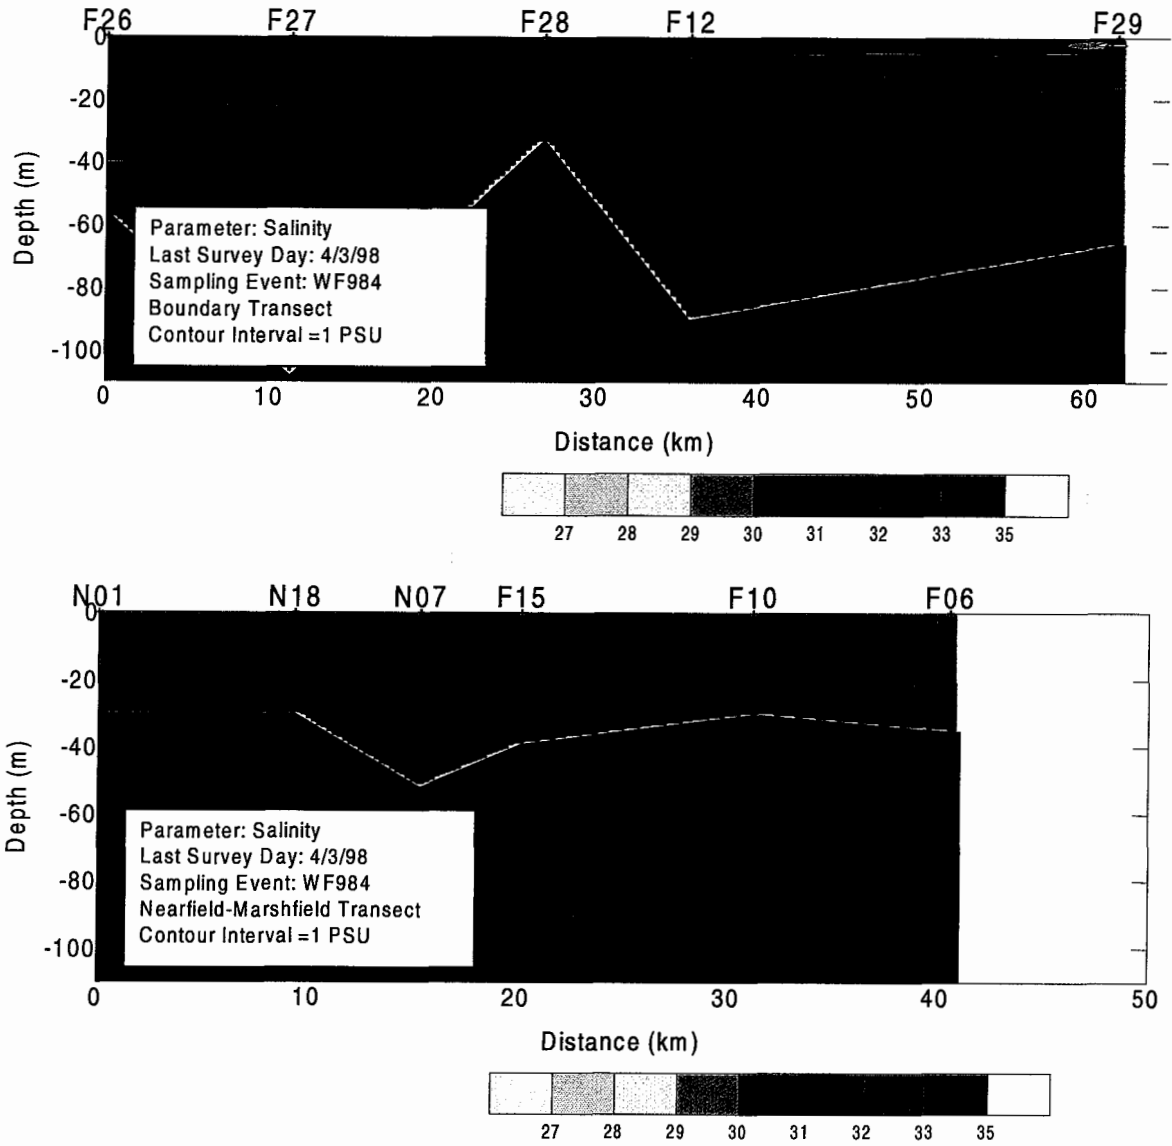 F26 F27 F28 F12 F29
0
-20
-40
-60
-80
-100
Depth (m)
Parameter: Salinity
Last Survey Day: 4/3/98
Sampling Event: WF984
Boundary Transect
Contour Interval =1 PSU
0 10 20 30 40 50 60
Distance (km)
27 28 29 30 31 32 33 35
N01 N18 N07 F15 F10 F06
0
-20
-40
-60
-80
-100
Depth (m)
Parameter: Salinity
Last Survey Day: 4/3/98
Sampling Event: WF984
Nearfield-Marshfield Transect
Contour Interval =1 PSU
0 10 20 30 40 50
Distance (km)
27 28 29 30 31 32 33 35